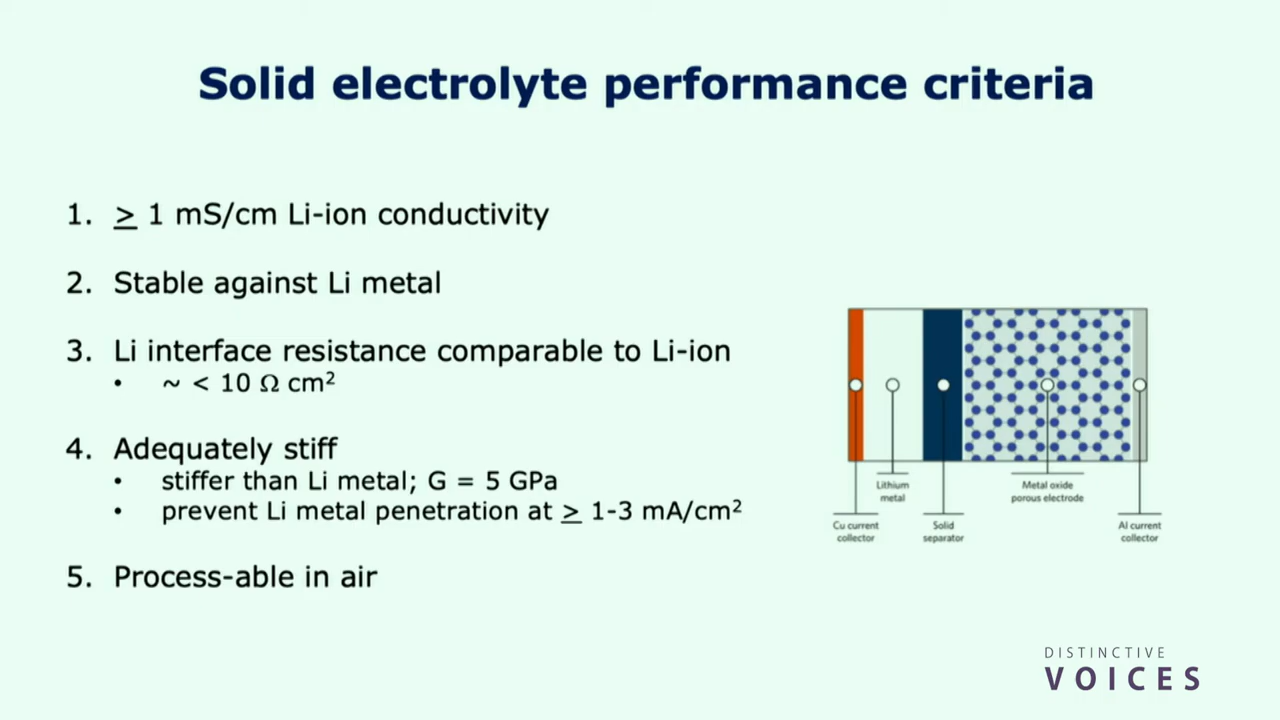 Solid electrolyte performance criteria
1. ≥ 1 mS/cm Li-ion conductivity
2. Stable against Li metal
3. Li interface resistance comparable to Li-ion
• ~ < 10 Ω cm²
4. Adequately stiff
• stiffer than Li metal; G = 5 GPa
• prevent Li metal penetration at ≥ 1-3 mA/cm²
5. Process-able in air
Lithium
metal
Metal oxide
porous electrode
Cu current
collector
Solid
separator
Al current
collector
DISTINCTIVE
VOICES